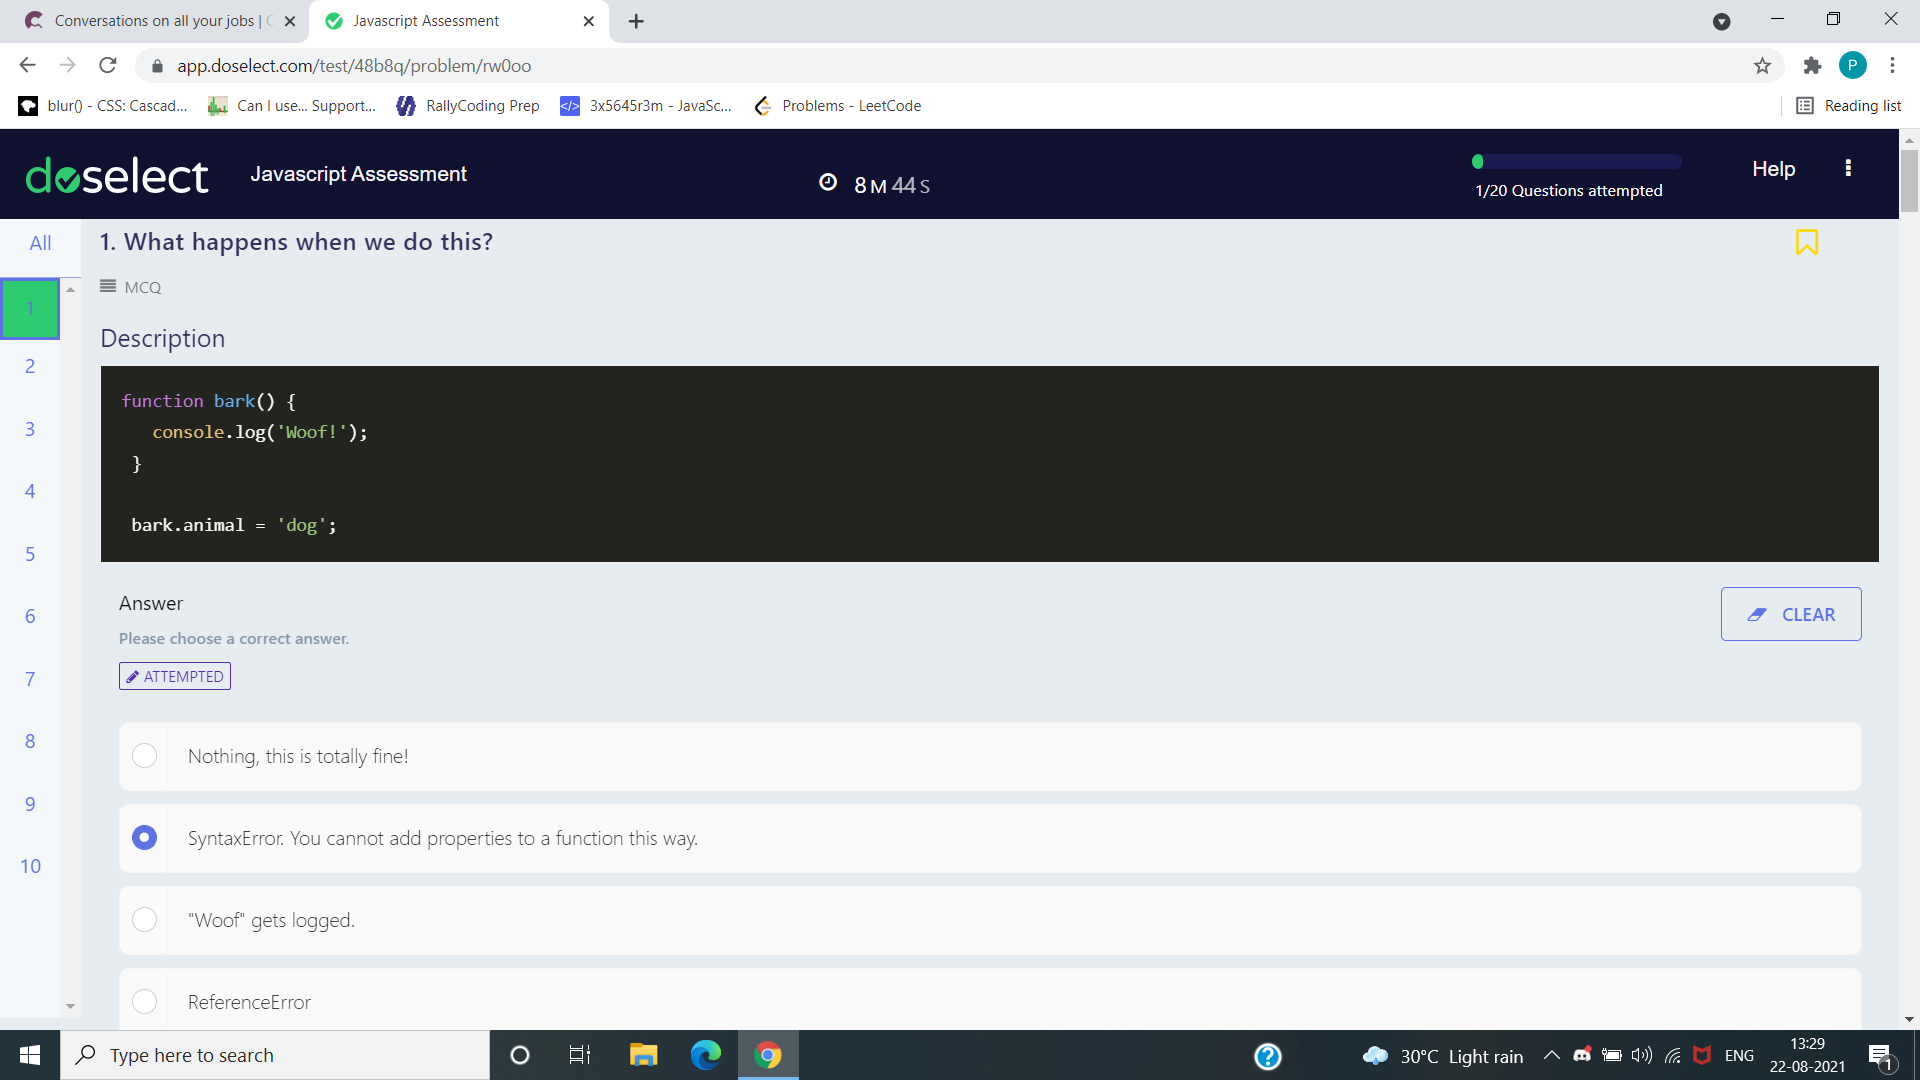 Conversations on all your jobs | C
Javascript Assessment
app.doselect.com/test/48b8q/problem/rw0oo
P
blur() - CSS: Cascad...
Can I use... Support...
RallyCoding Prep
</> 3x5645r3m - JavaSc...
Problems - LeetCode
Reading list
doselect
Javascript Assessment
8 M 44 S
1/20 Questions attempted
Help
All
1. What happens when we do this?
MCQ
1
2
3
4
5
6
7
8
9
10
Description
function bark() {
console.log('Woof!');
}
bark.animal = 'dog';
Answer
Please choose a correct answer.
ATTEMPTED
CLEAR
Nothing, this is totally fine!
SyntaxError. You cannot add properties to a function this way.
"Woof" gets logged.
ReferenceError
Type here to search
?
30°C Light rain
ENG
13:29
22-08-2021
1